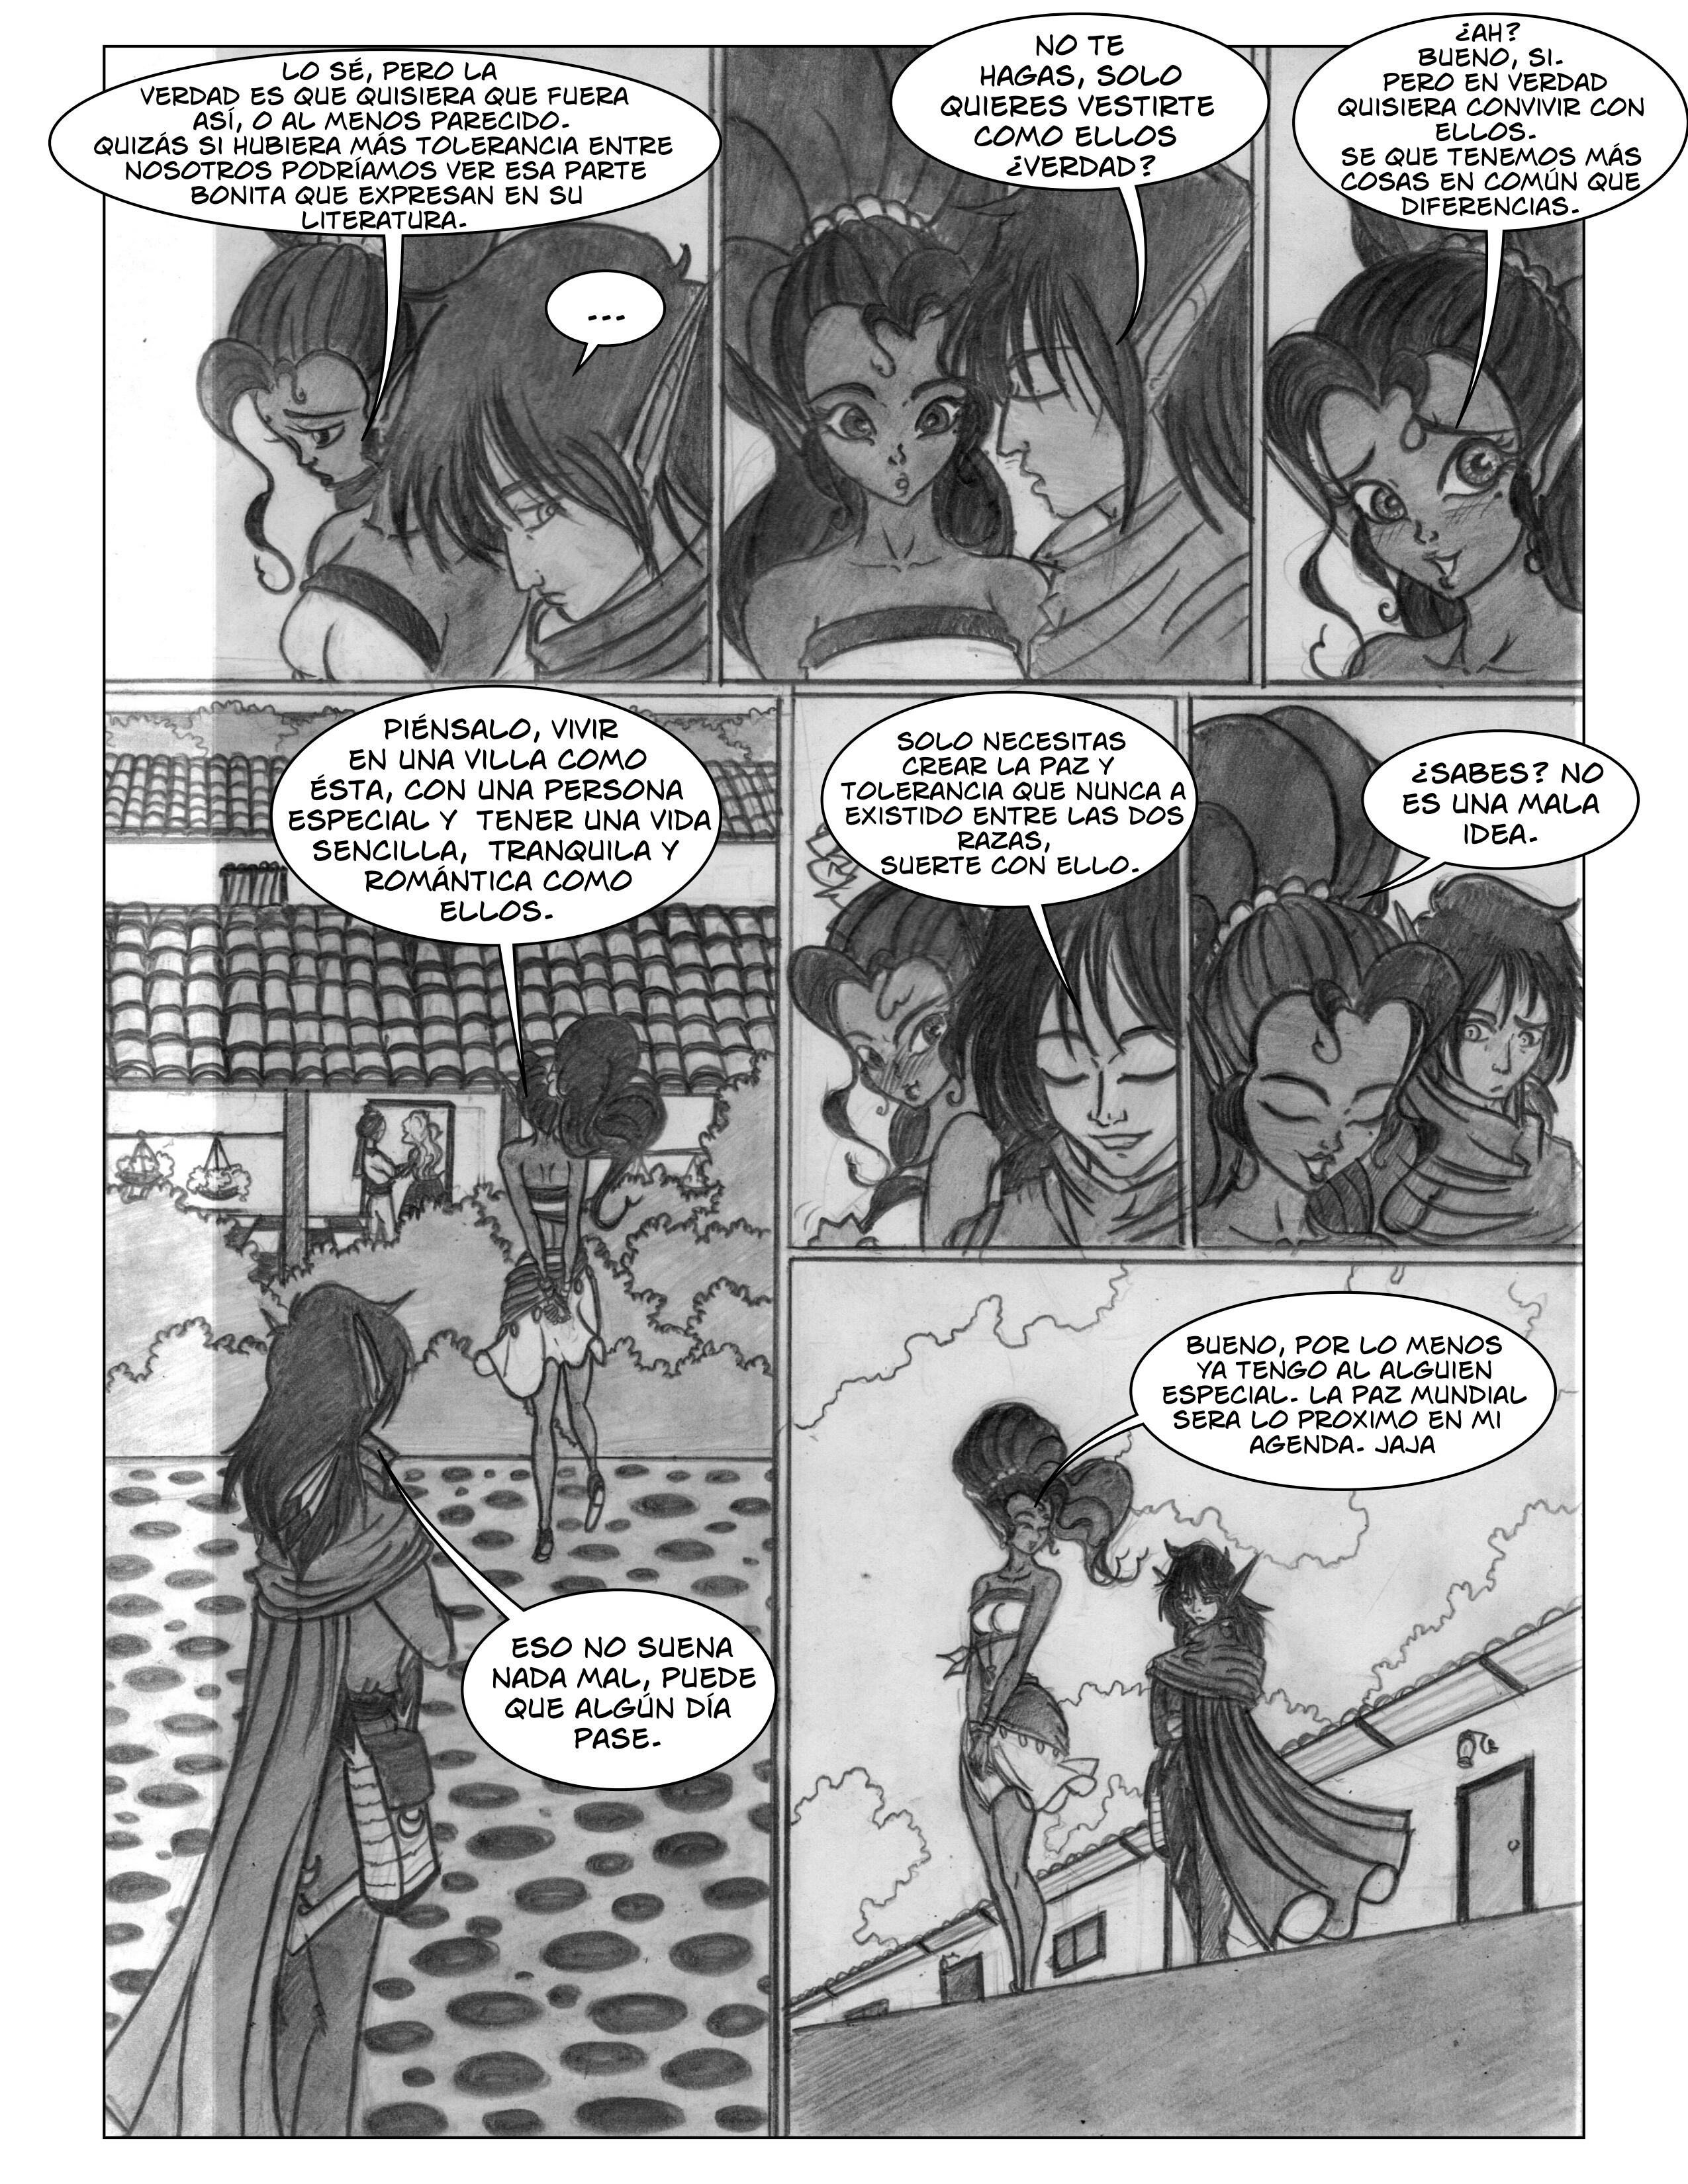 LO SÉ, PERO LA
VERDAD ES QUE QUISIERA QUE FUERA
ASÍ, O AL MENOS PARECIDO.
QUIZÁS SI HUBIERA MÁS TOLERANCIA ENTRE
NOSOTROS PODRÍAMOS VER ESA PARTE
BONITA QUE EXPRESAN EN SU
LITERATURA.
...
NO TE
HAGAS, SOLO
QUIERES VESTIRTE
COMO ELLOS
¿VERDAD?
¿AH?
BUENO, SI.
PERO EN VERDAD
QUISIERA CONVIVIR CON
ELLOS.
SE QUE TENEMOS MÁS
COSAS EN COMÚN QUE
DIFERENCIAS.
PIÉNSALO, VIVIR
EN UNA VILLA COMO
ÉSTA, CON UNA PERSONA
ESPECIAL Y TENER UNA VIDA
SENCILLA, TRANQUILA Y
ROMÁNTICA COMO
ELLOS.
ESO NO SUENA
NADA MAL, PUEDE
QUE ALGÚN DÍA
PASE.
SOLO NECESITAS
CREAR LA PAZ Y
TOLERANCIA QUE NUNCA A
EXISTIDO ENTRE LAS DOS
RAZAS,
SUERTE CON ELLO.
¿SABES? NO
ES UNA MALA
IDEA.
BUENO, POR LO MENOS
YA TENGO AL ALGUIEN
ESPECIAL. LA PAZ MUNDIAL
SERA LO PROXIMO EN MI
AGENDA. JAJA